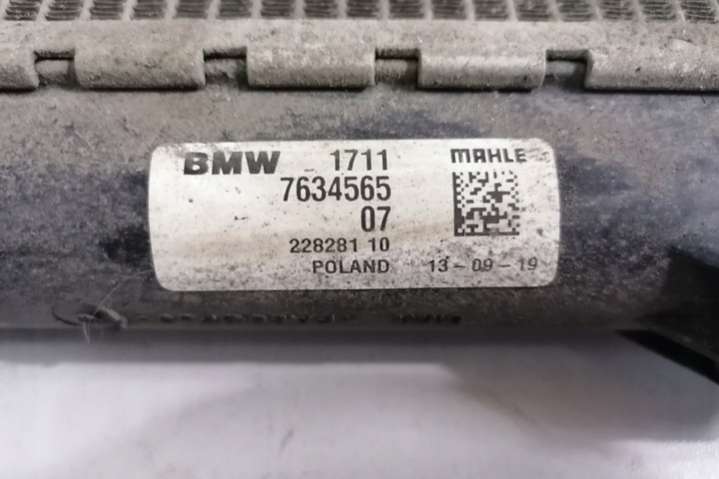 BMW 1711 MAHLE
7634565
07
228281 10
POLAND 13-09-19